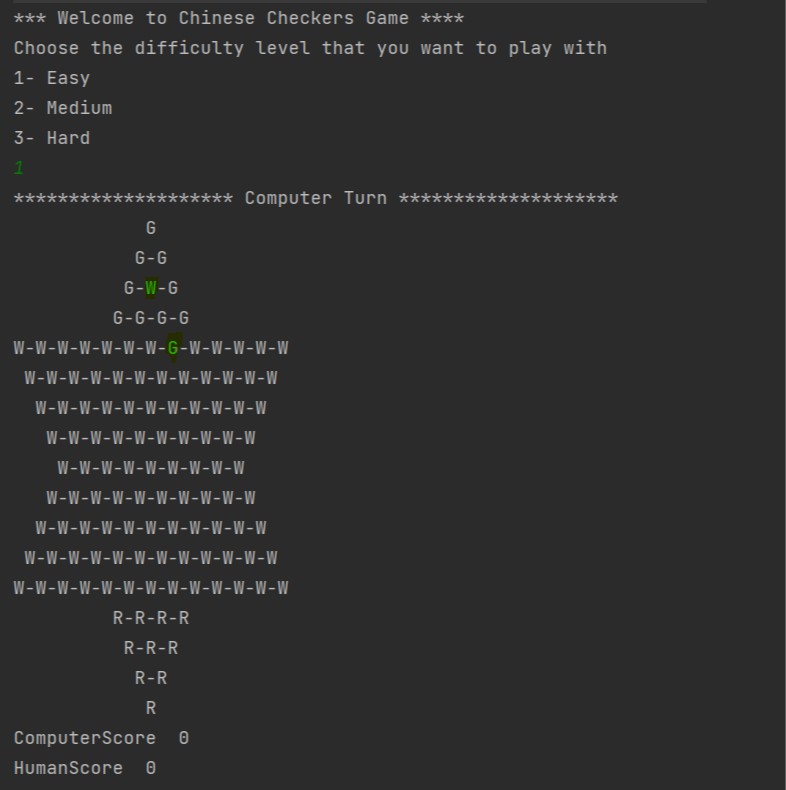 *** Welcome to Chinese Checkers Game ****
Choose the difficulty level that you want to play with
1- Easy
2- Medium
3- Hard
1
******************** Computer Turn ********************
            G
           G-G
          G-W-G
         G-G-G-G
W-W-W-W-W-W-W-G-W-W-W-W-W
 W-W-W-W-W-W-W-W-W-W-W-W
  W-W-W-W-W-W-W-W-W-W-W
   W-W-W-W-W-W-W-W-W-W
    W-W-W-W-W-W-W-W-W
   W-W-W-W-W-W-W-W-W-W
  W-W-W-W-W-W-W-W-W-W-W
 W-W-W-W-W-W-W-W-W-W-W-W
W-W-W-W-W-W-W-W-W-W-W-W-W
         R-R-R-R
          R-R-R
           R-R
            R
ComputerScore  0
HumanScore  0